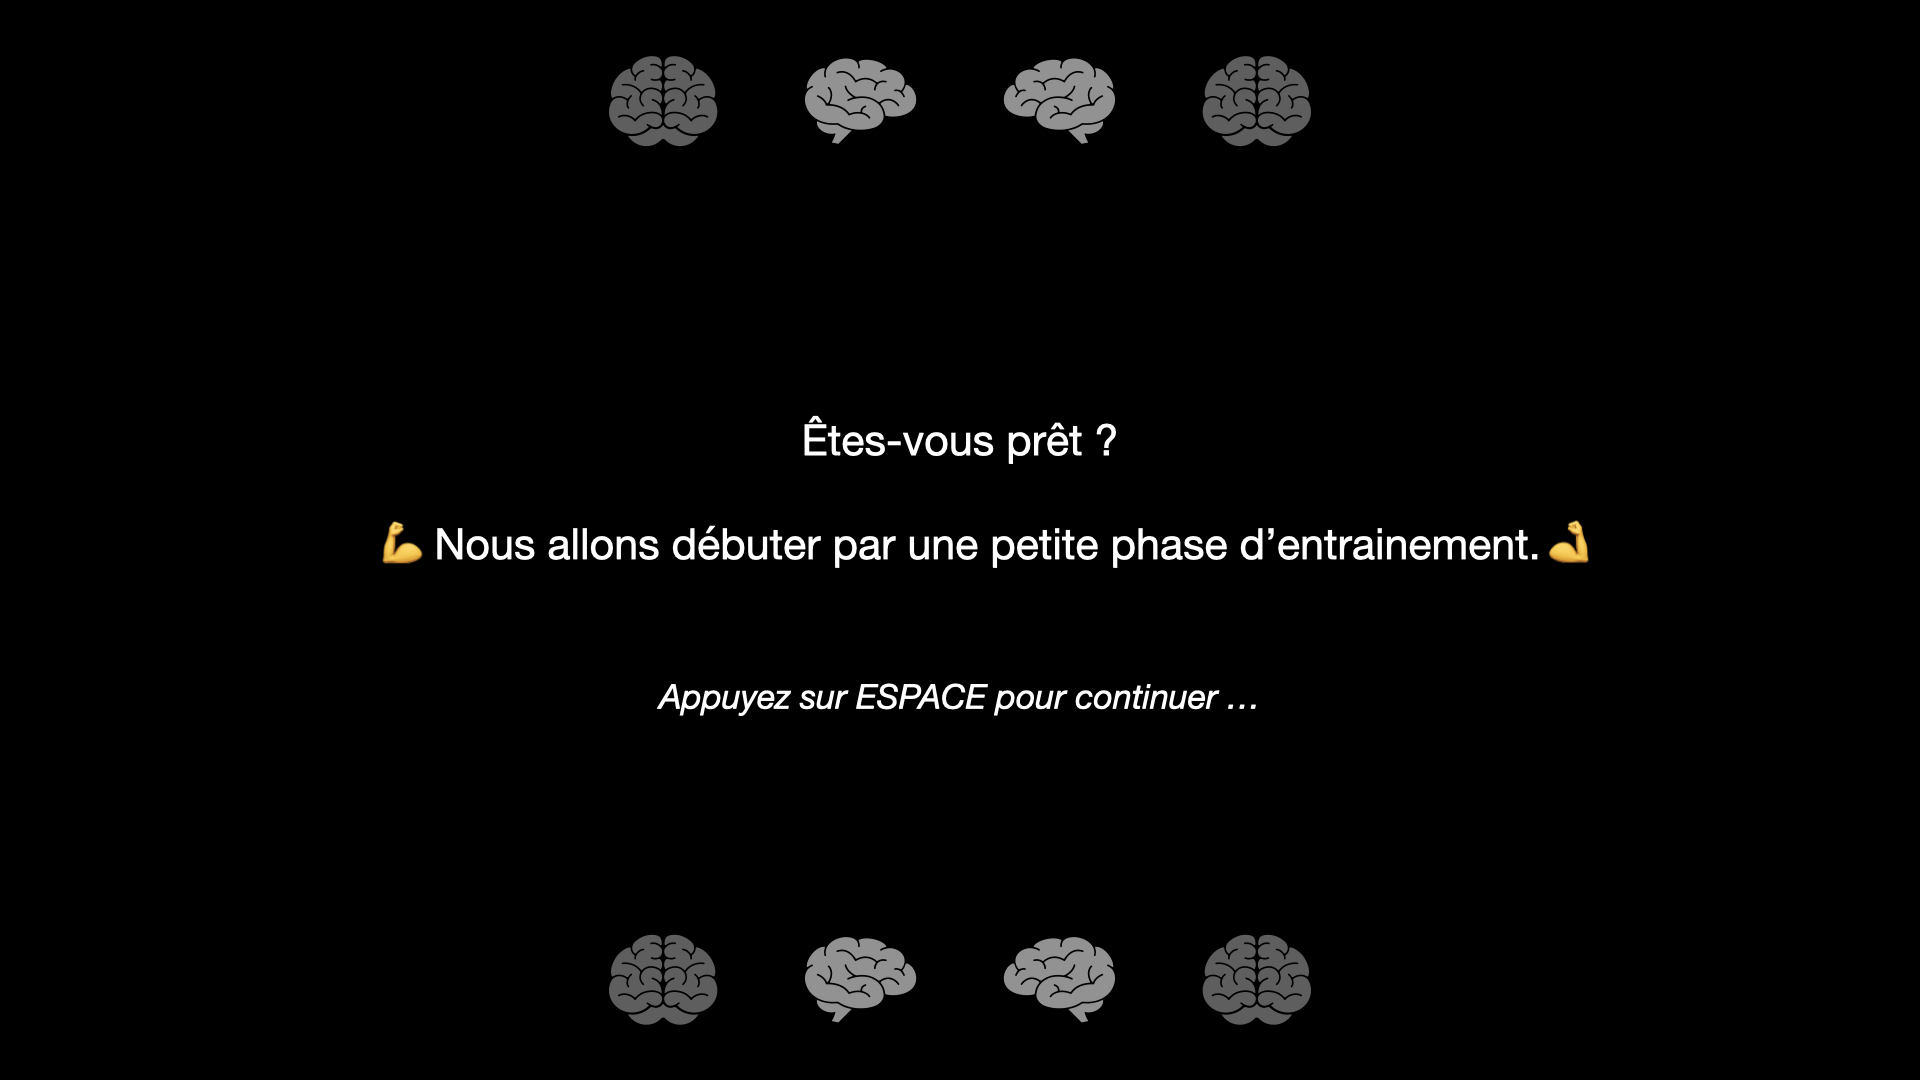 Êtes-vous prêt ?
💪 Nous allons débuter par une petite phase d’entrainement. 💪
Appuyez sur ESPACE pour continuer …